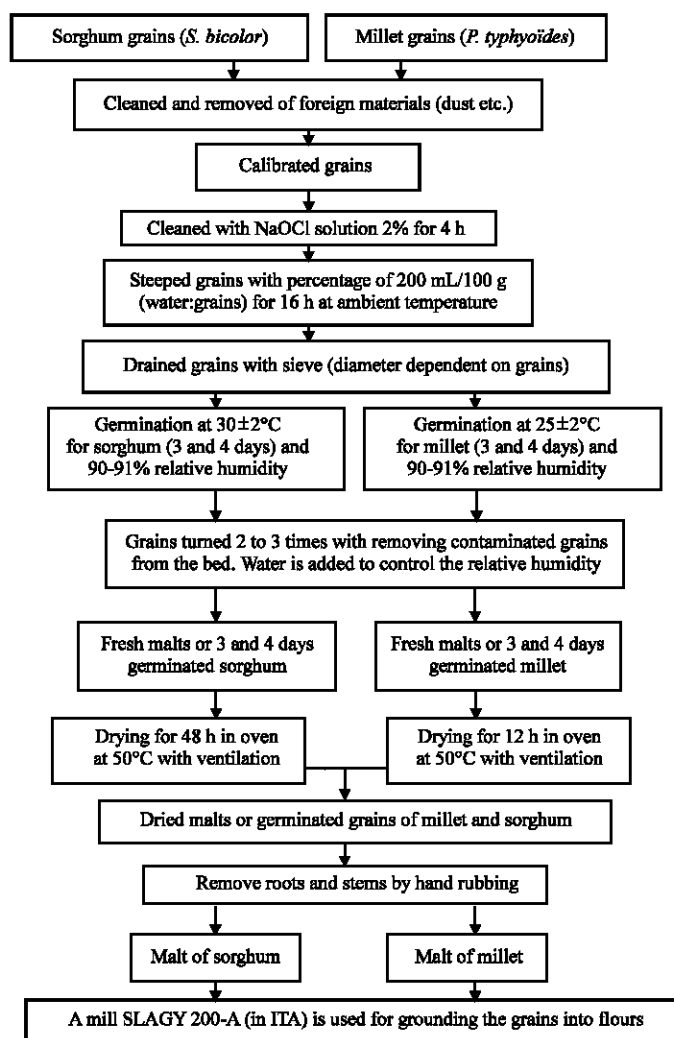 Sorghum grains (S. bicolor)
Millet grains (P. typhyoïdes)
Cleaned and removed of foreign materials (dust etc.)
Calibrated grains
Cleaned with NaOCl solution 2% for 4 h
Steeped grains with percentage of 200 mL/100 g
(water:grains) for 16 h at ambient temperature
Drained grains with sieve (diameter dependent on grains)
Germination at 30±2°C
for sorghum (3 and 4 days) and
90-91% relative humidity
Germination at 25±2°C
for millet (3 and 4 days) and
90-91% relative humidity
Grains turned 2 to 3 times with removing contaminated grains
from the bed. Water is added to control the relative humidity
Fresh malts or 3 and 4 days
germinated sorghum
Fresh malts or 3 and 4 days
germinated millet
Drying for 48 h in oven
at 50°C with ventilation
Drying for 12 h in oven
at 50°C with ventilation
Dried malts or germinated grains of millet and sorghum
Remove roots and stems by hand rubbing
Malt of sorghum
Malt of millet
A mill SLAGY 200-A (in ITA) is used for grounding the grains into flours